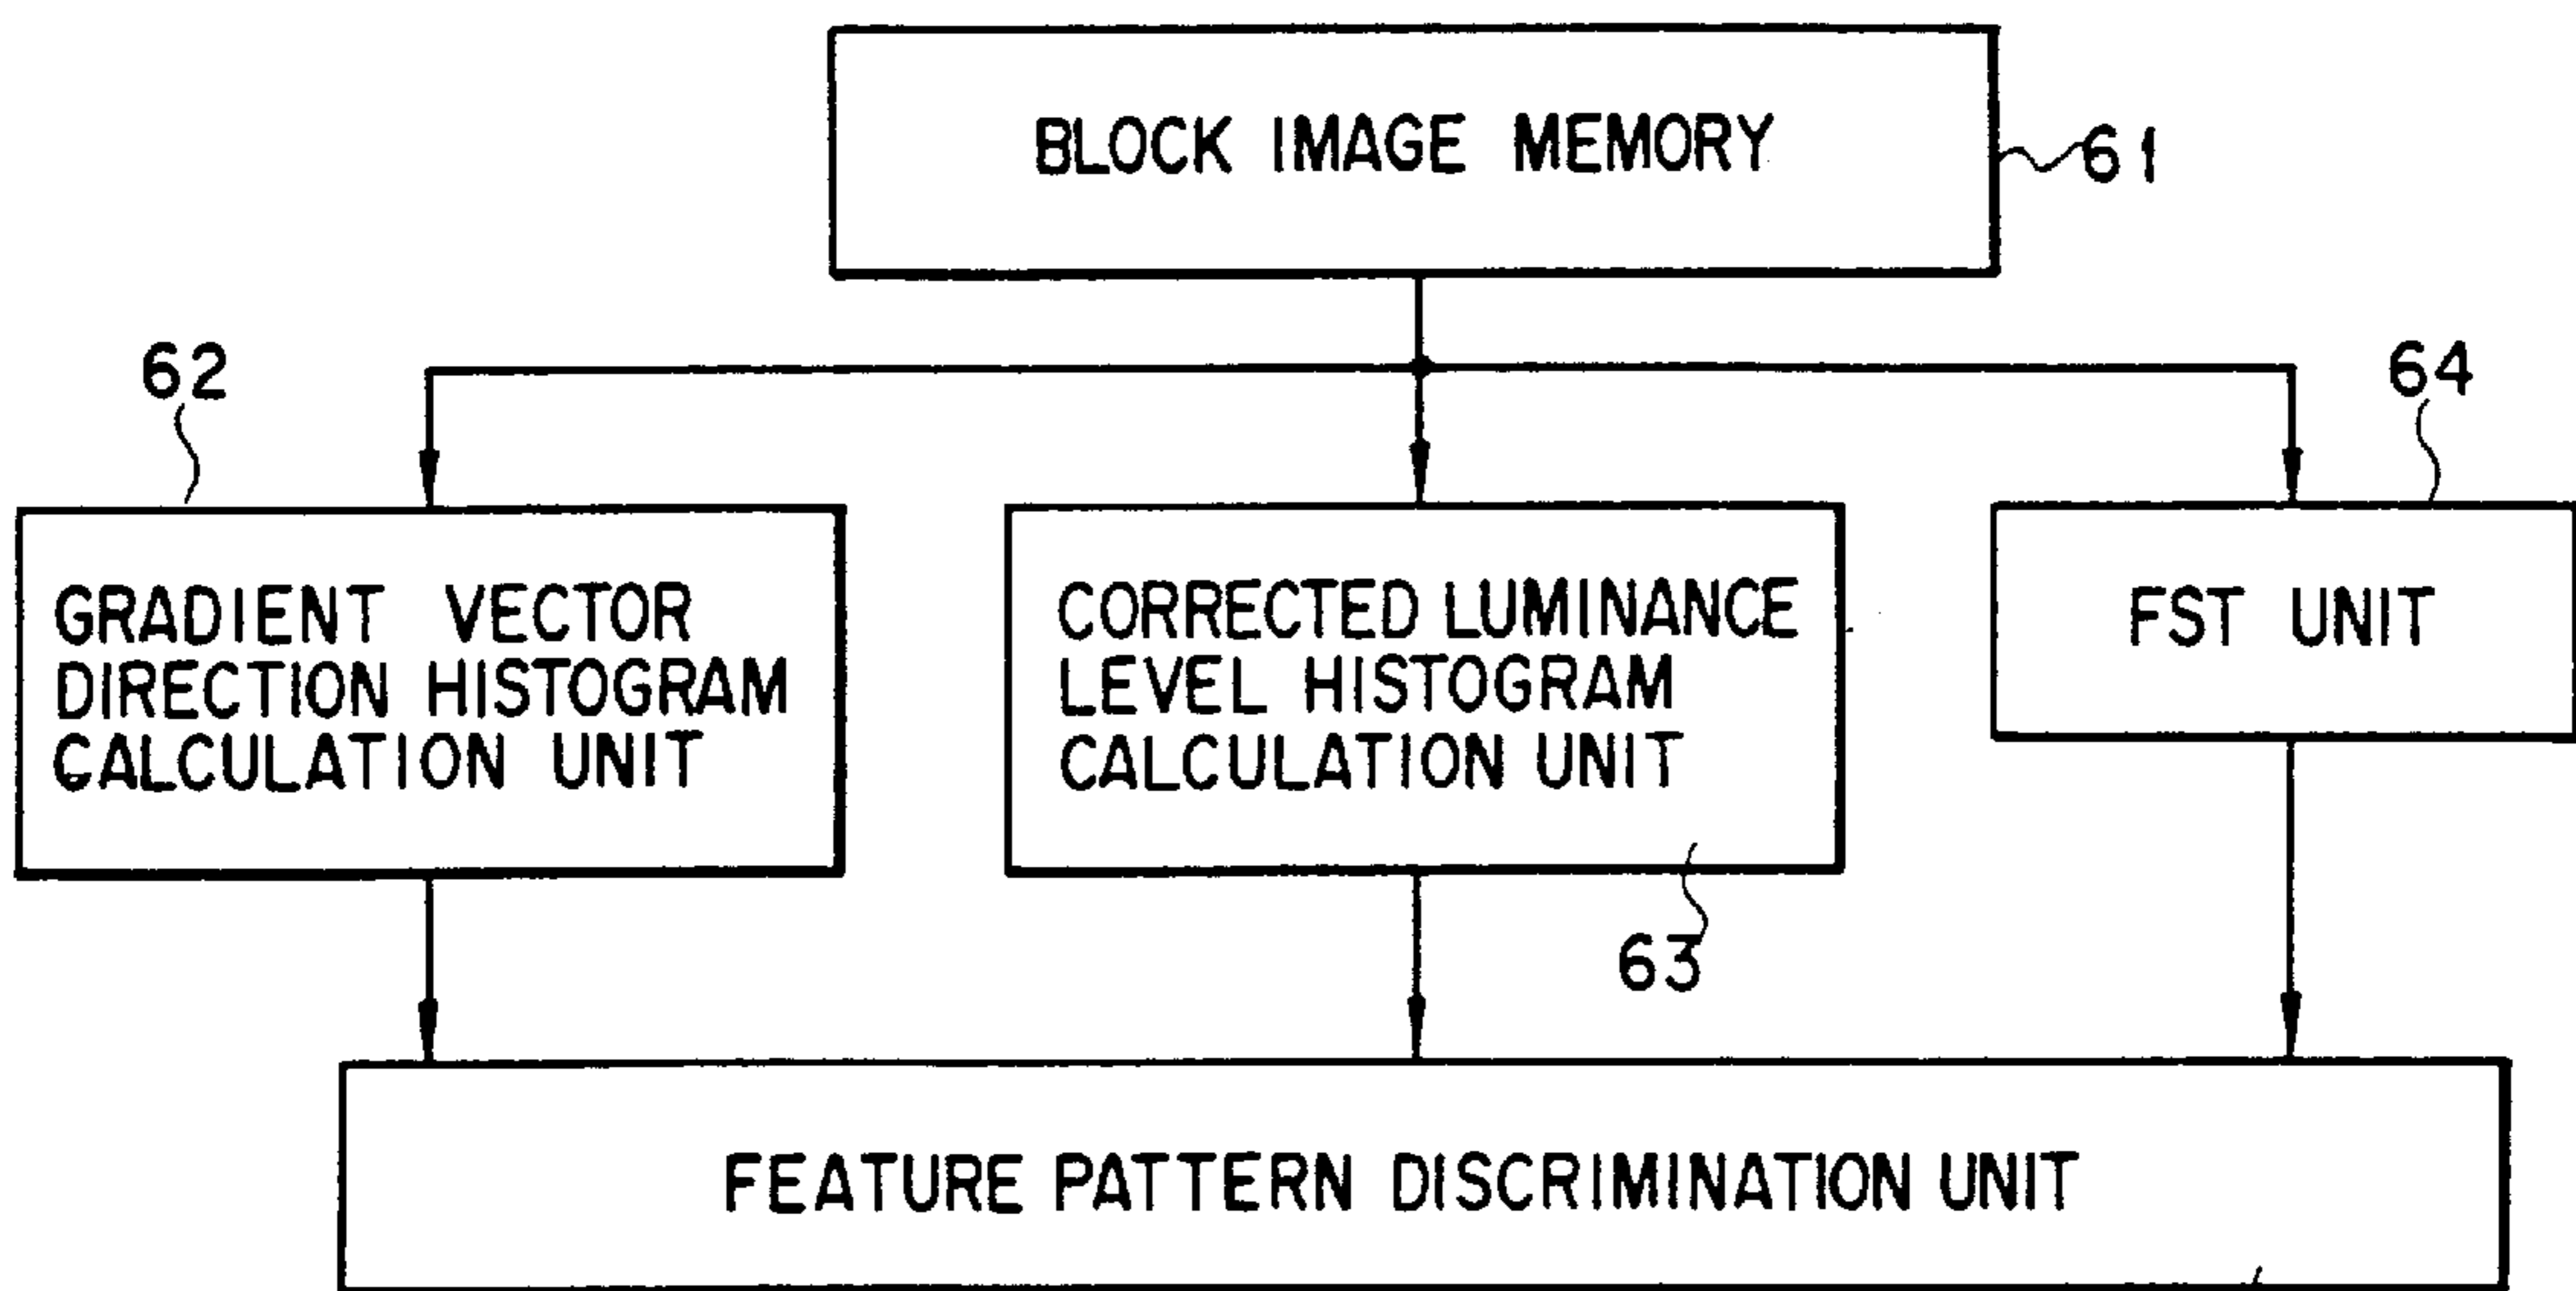 BLOCK IMAGE MEMORY
61
62
64
GRADIENT VECTOR
DIRECTION HISTOGRAM
CALCULATION UNIT
CORRECTED LUMINANCE
LEVEL HISTOGRAM
CALCULATION UNIT
FST UNIT
63
FEATURE PATTERN DISCRIMINATION UNIT